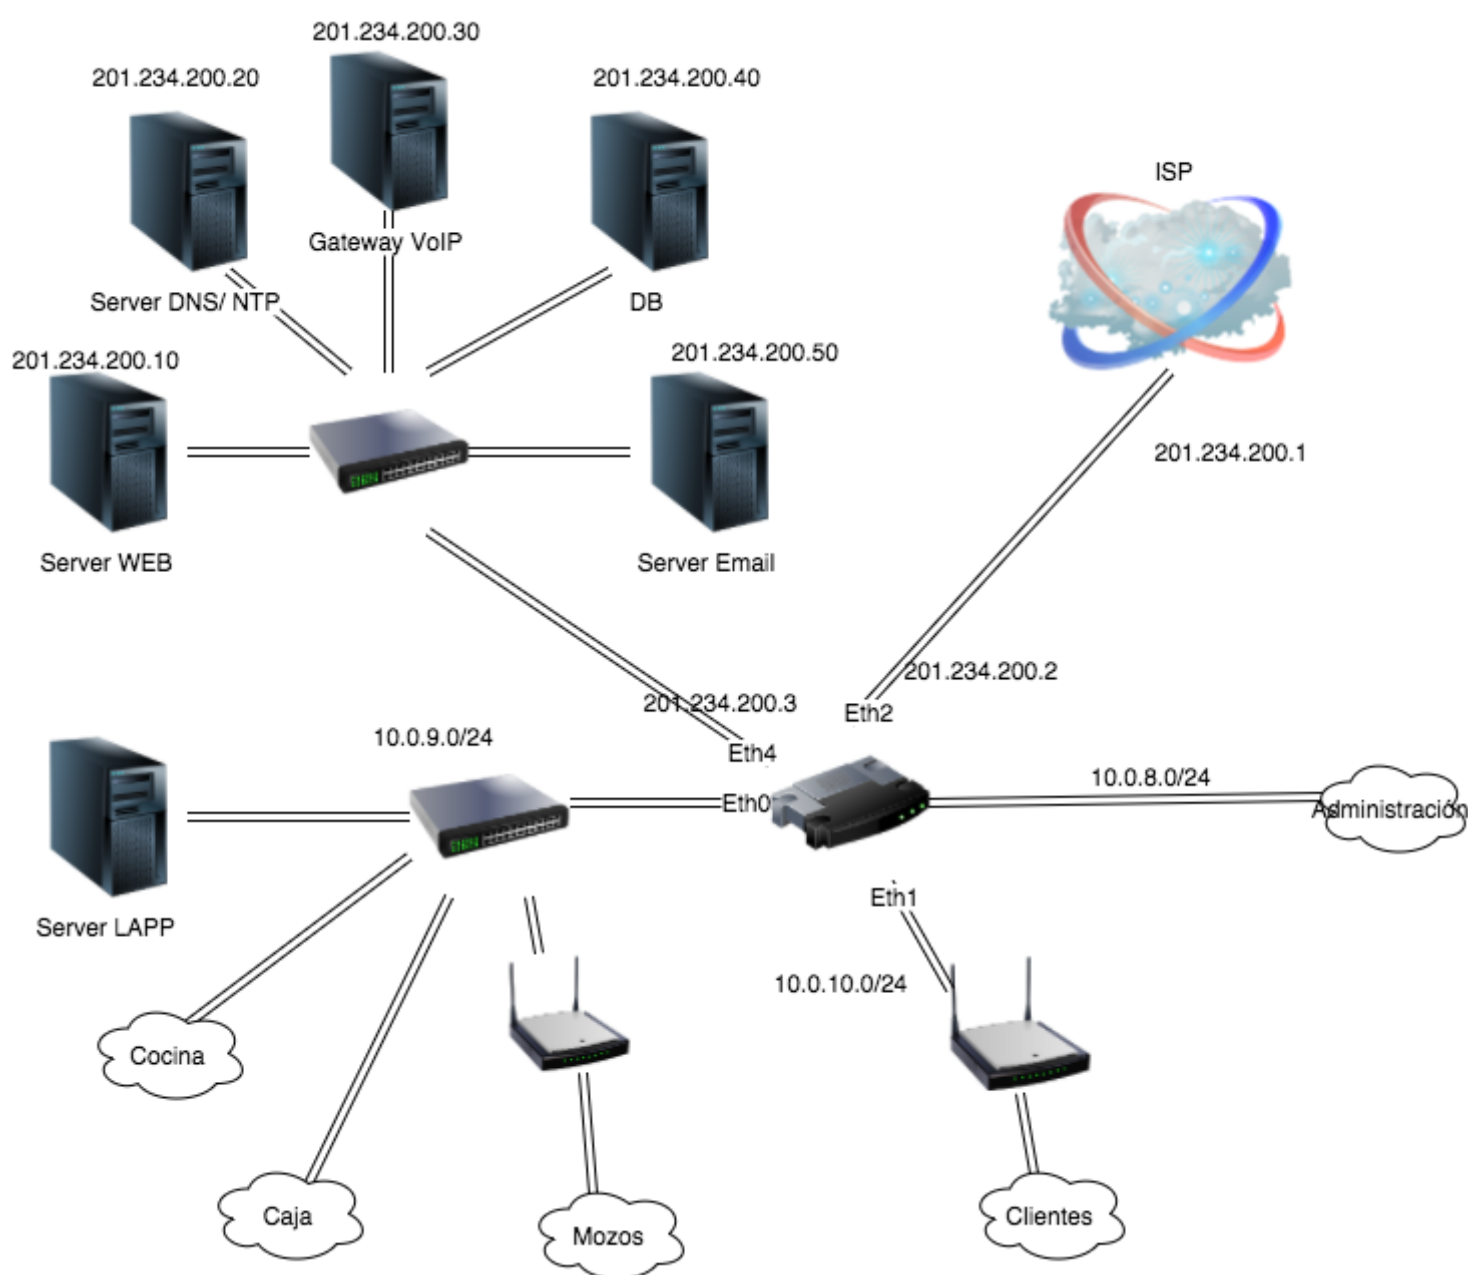 201.234.200.30
201.234.200.20
201.234.200.40
ISP
Gateway VoIP
Server DNS/ NTP
DB
201.234.200.10
201.234.200.50
201.234.200.1
Server WEB
Server Email
201.234.200.2
201.234.200.3
Eth2
10.0.9.0/24
Eth4
10.0.8.0/24
Eth0
Administración
Eth1
Server LAPP
10.0.10.0/24
Cocina
Caja
Mozos
Clientes